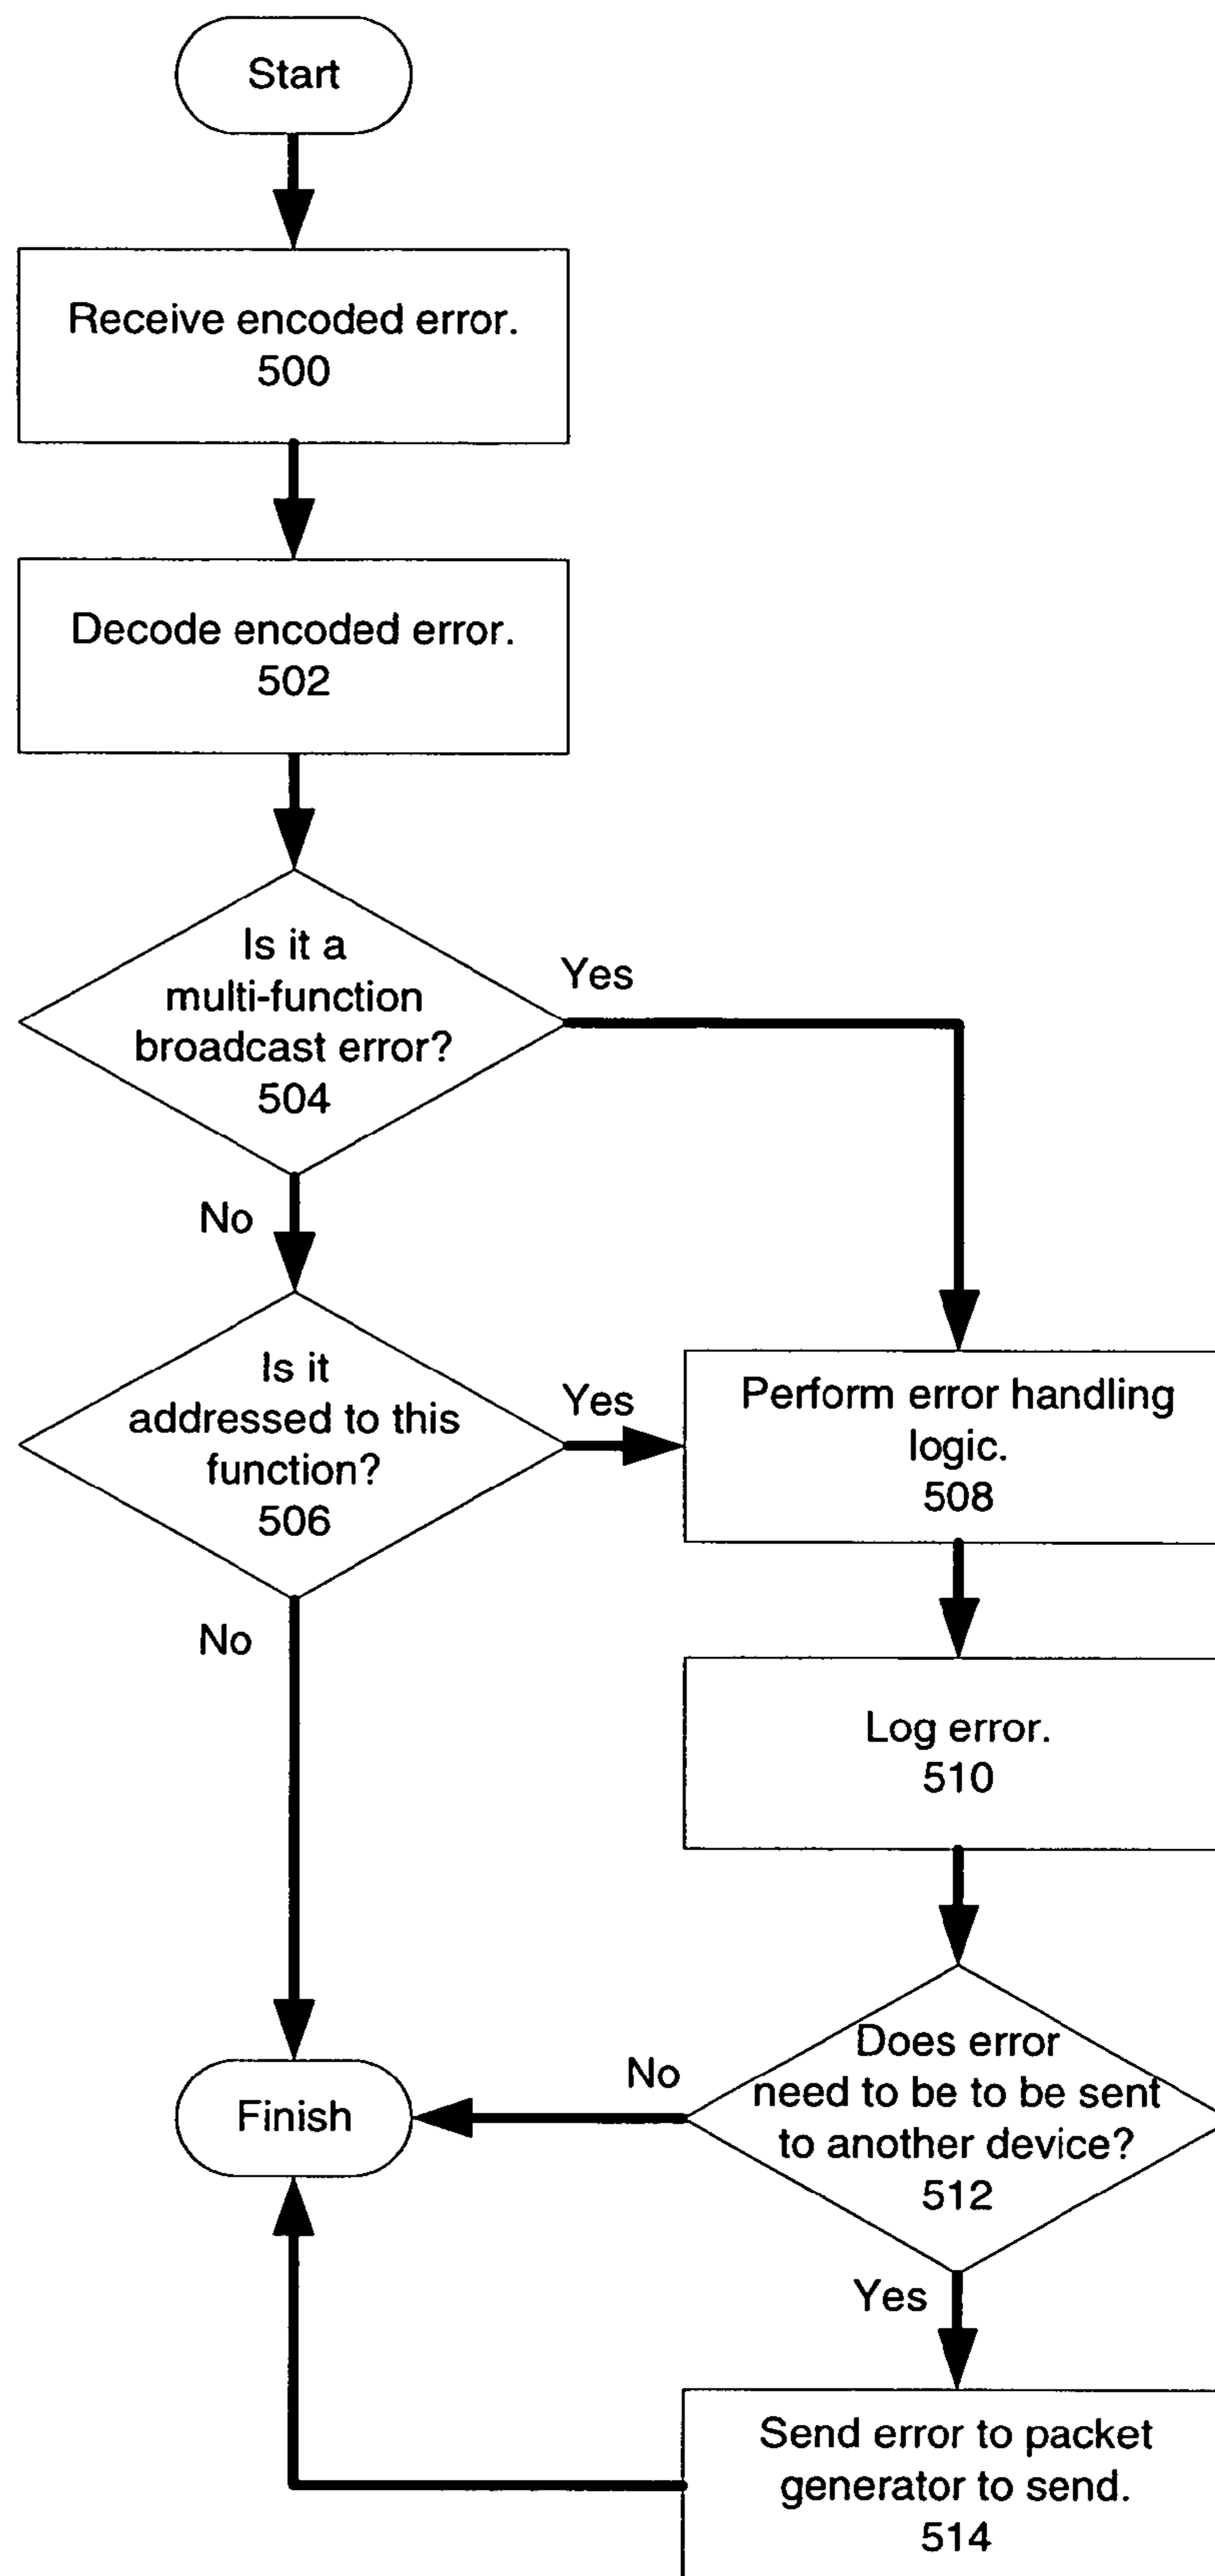 Start
Receive encoded error.
500
Decode encoded error.
502
Is it a
multi-function
broadcast error?
504
Yes
No
Is it
addressed to this
function?
506
Yes
No
Perform error handling
logic.
508
Log error.
510
Does error
need to be to be sent
to another device?
512
No
Yes
Finish
Send error to packet
generator to send.
514